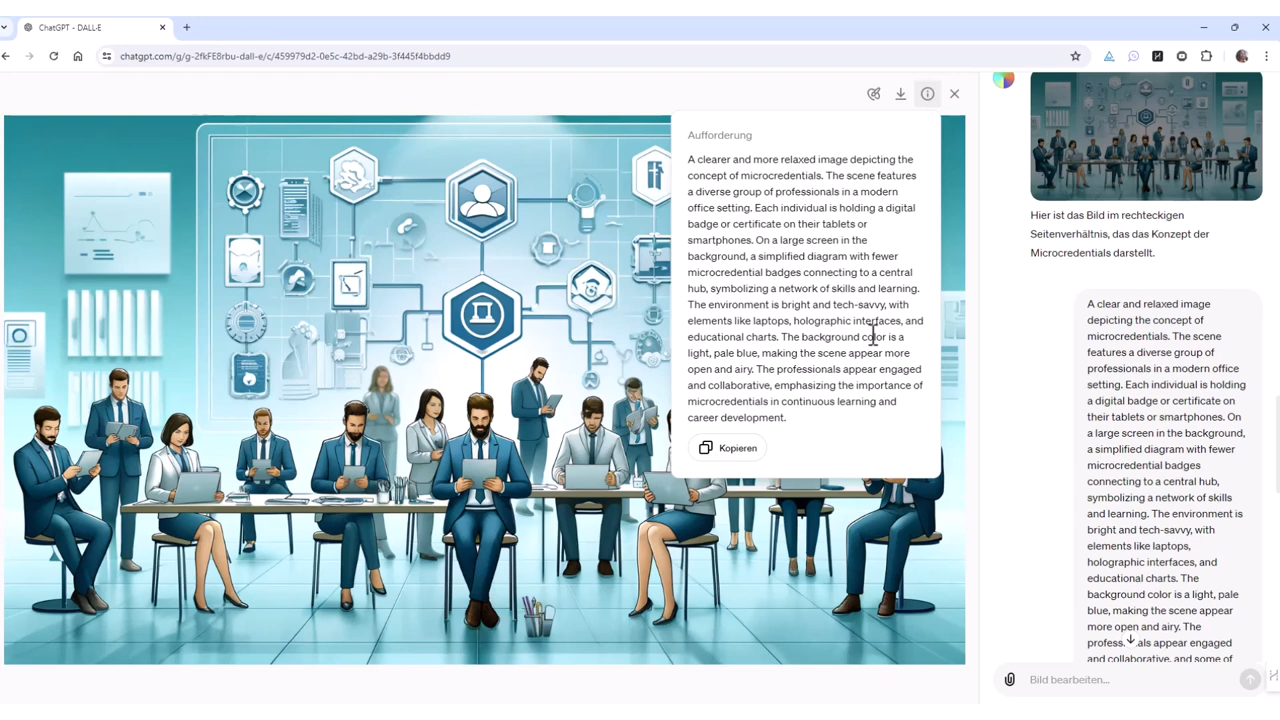 ChatGPT - DALL·E
chatgpt.com/g/g-2fkFE8rbu-dall-e/c/459979d2-0e5c-42bd-a29b-3f445f4bbdd9
Aufforderung
A clearer and more relaxed image depicting the
concept of microcredentials. The scene features
a diverse group of professionals in a modern
office setting. Each individual is holding a digital
badge or certificate on their tablets or
smartphones. On a large screen in the
background, a simplified diagram with fewer
microcredential badges connecting to a central
hub, symbolizing a network of skills and learning.
The environment is bright and tech-savvy, with
elements like laptops, holographic interfaces, and
educational charts. The background color is a
light, pale blue, making the scene appear more
open and airy. The professionals appear engaged
and collaborative, emphasizing the importance of
microcredentials in continuous learning and
career development.
Kopieren
Hier ist das Bild im rechteckigen
Seitenverhältnis, das das Konzept der
Microcredentials darstellt.
A clear and relaxed image
depicting the concept of
microcredentials. The scene
features a diverse group of
professionals in a modern office
setting. Each individual is holding
a digital badge or certificate on
their tablets or smartphones. On
a large screen in the background,
a simplified diagram with fewer
microcredential badges
connecting to a central hub,
symbolizing a network of skills
and learning. The environment is
bright and tech-savvy, with
elements like laptops,
holographic interfaces, and
educational charts. The
background color is a light, pale
blue, making the scene appear
more open and airy. The
profess als appear engaged
and collaborative, and some of
Bild bearbeiten...